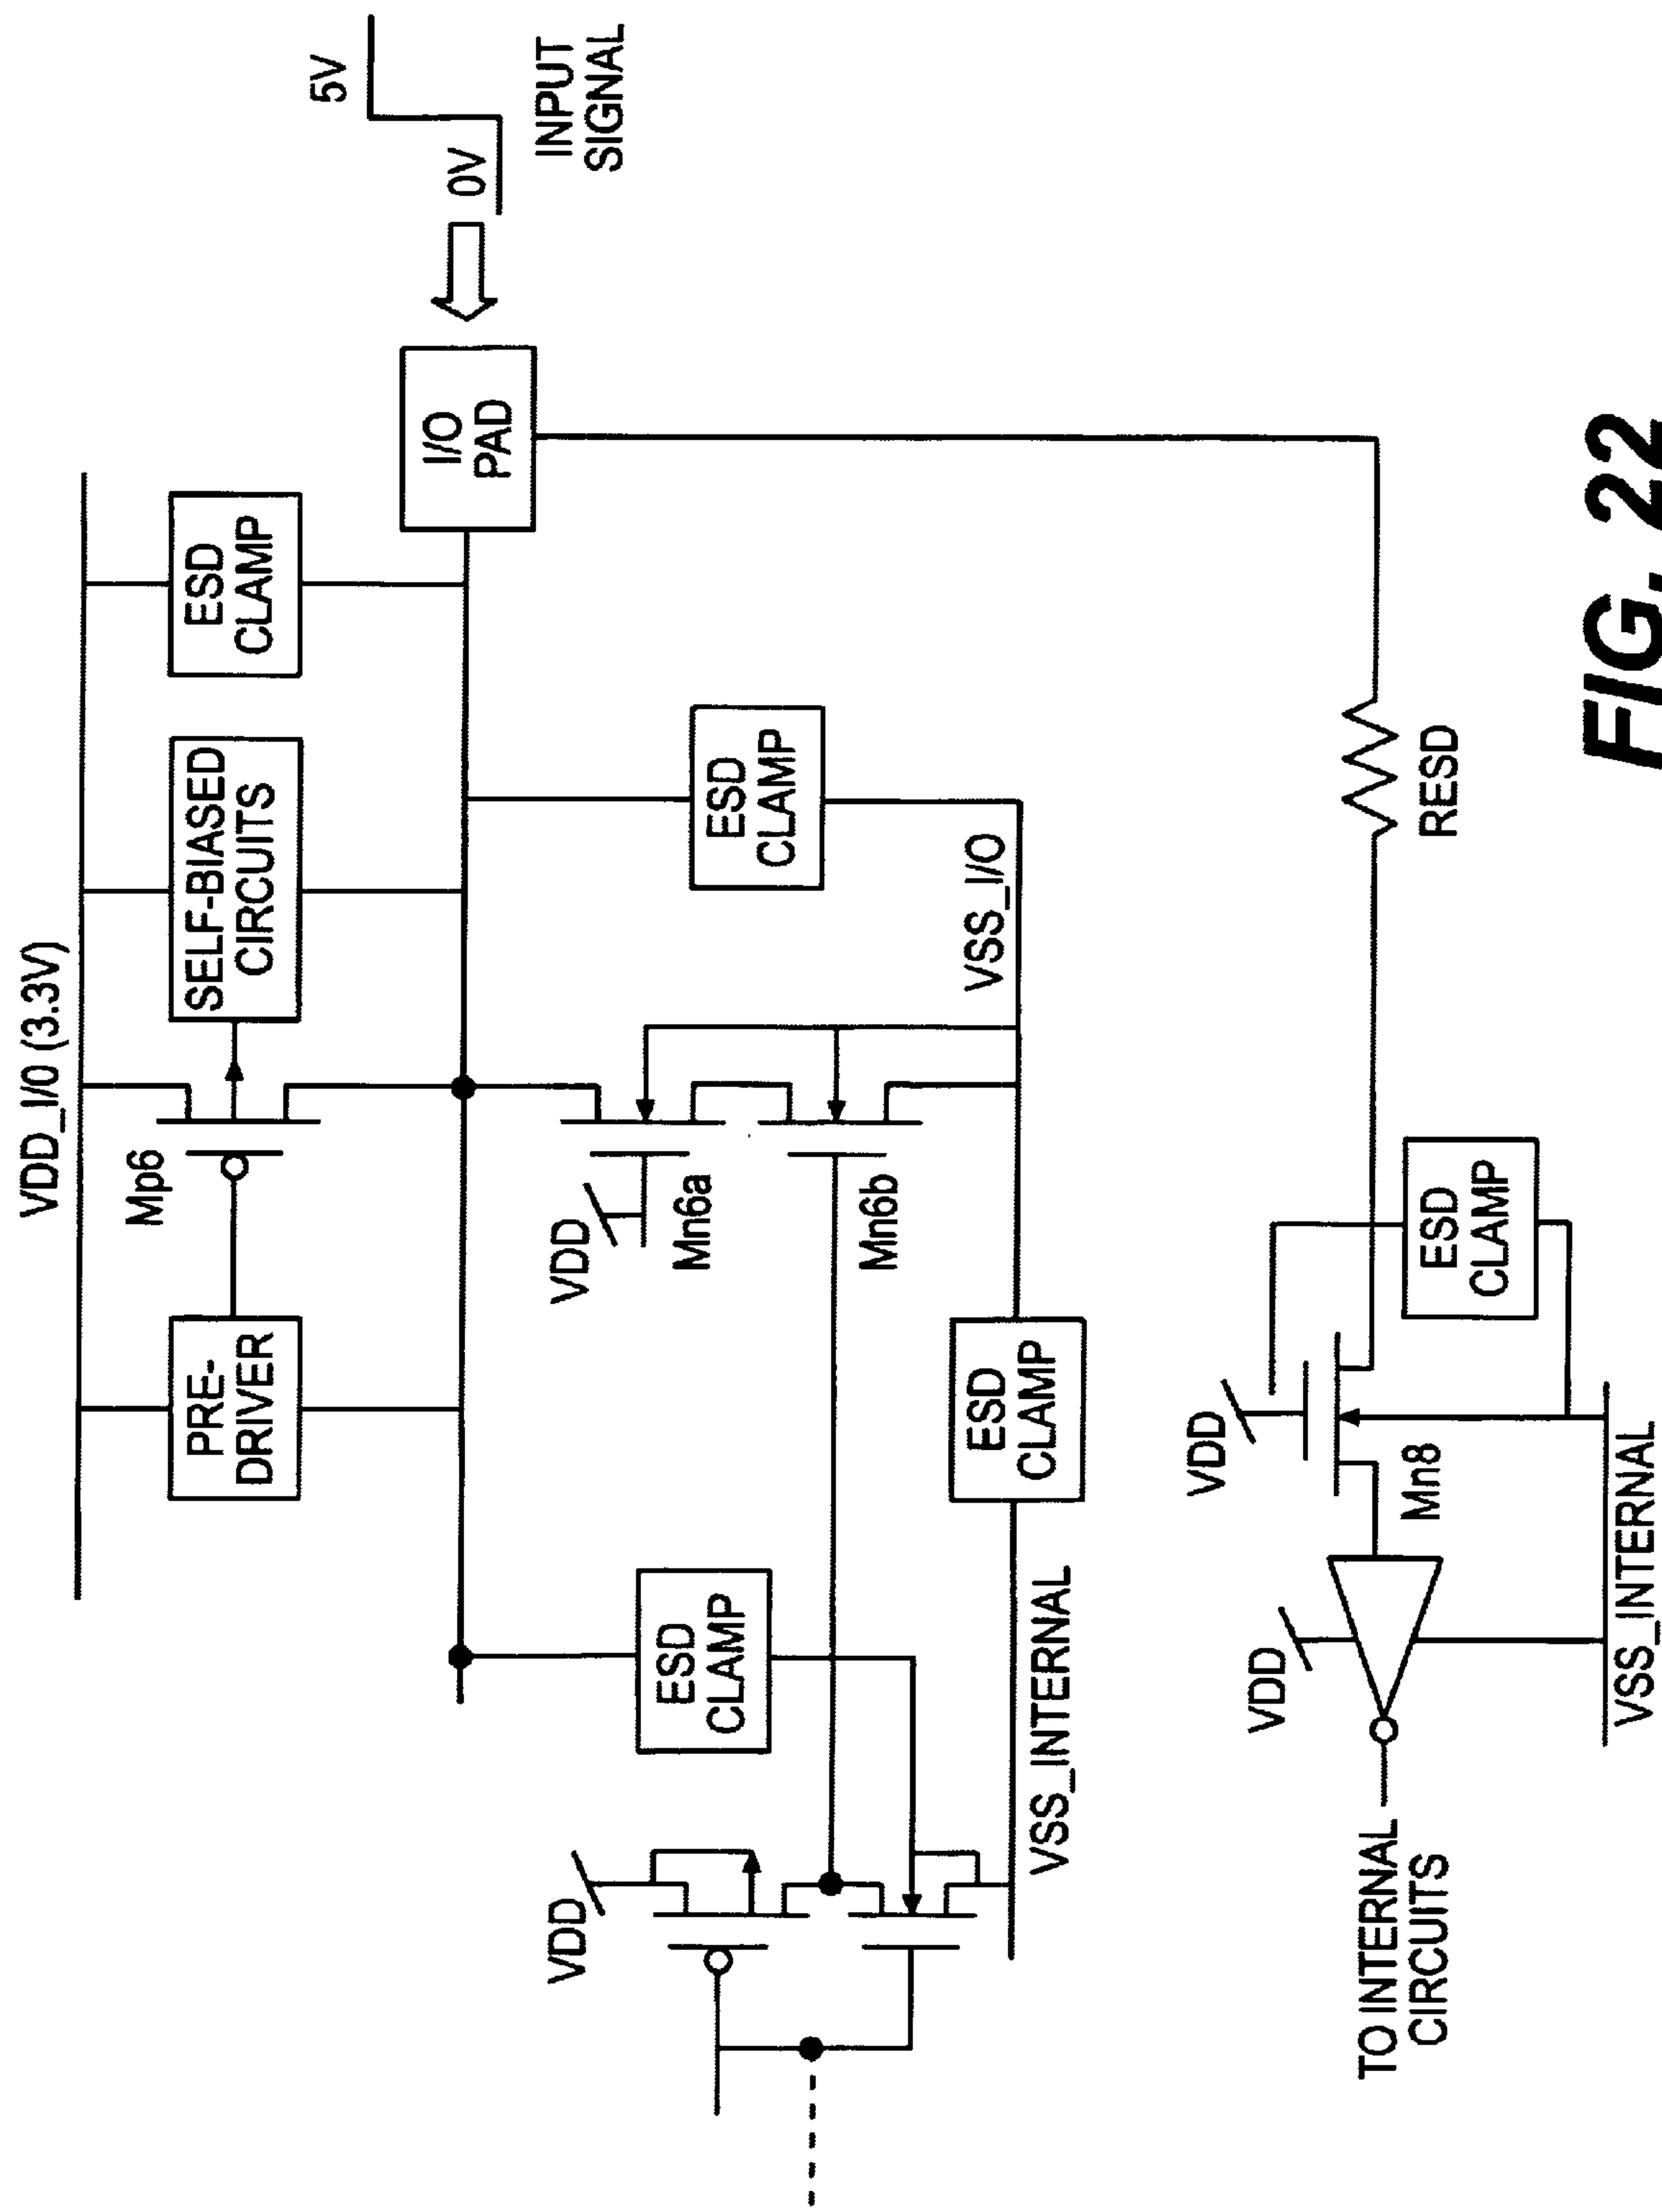 VDD_I/0 (3.3V)
PRE-
DRIVER
Mp6
SELF-BIASED
CIRCUITS
ESD
CLAMP
I/O
PAD
5V
0V
INPUT
SIGNAL
ESD
CLAMP
VDD
Mn6a
Mn6b
ESD
CLAMP
VSS_I/O
VDD
VSS_INTERNAL
ESD
CLAMP
VDD
VDD
Mn8
ESD
CLAMP
RESD
TO INTERNAL
CIRCUITS
VSS_INTERNAL
FIG. 22